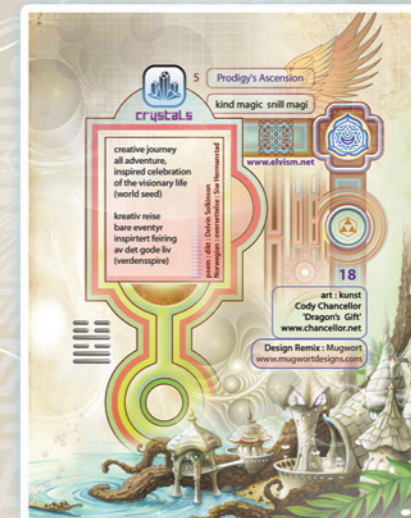 5
Prodigy's Ascension
crystals
kind magic snill magi
www.elvism.net
creative journey
all adventure,
inspired celebration
of the visionary life
(world seed)
kreativ reise
bare eventyr
inspirert feiring
av det gode liv
(verdensspire)
poem : dikt : Delvin Solkinson
Norwegian : oversettelse : Siw Hermanstad
18
art : kunst
Cody Chancellor
'Dragon's Gift'
www.chancellor.net
Design Remix : Mugwort
www.mugwortdesigns.com